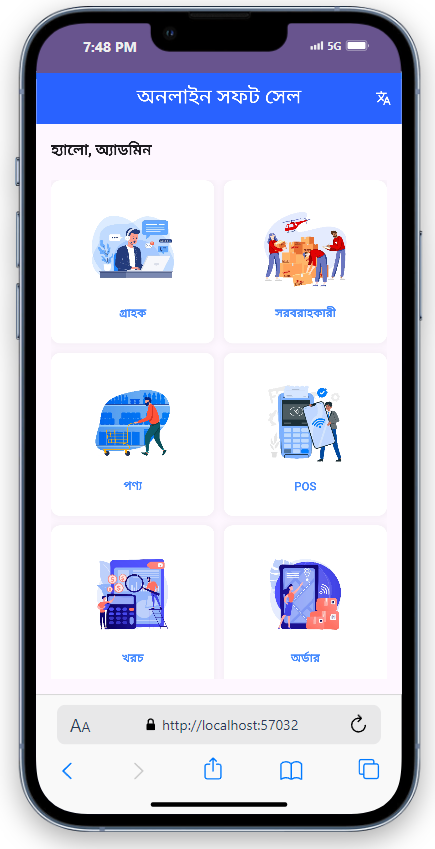 7:48 PM
5G
অনলাইন সফট সেল
হ্যালো, অ্যাডমিন
গ্রাহক
সরবরাহকারী
পণ্য
POS
খরচ
অর্ডার
AA
http://localhost:57032